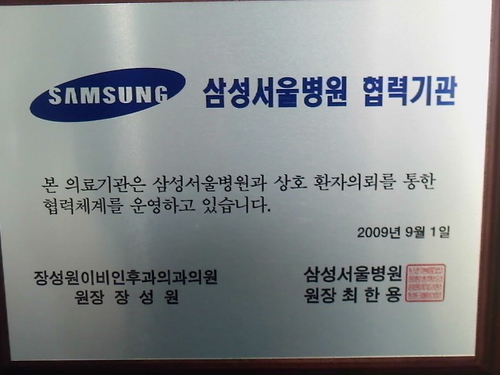 SAMSUNG 삼성서울병원 협력기관
본 의료기관은 삼성서울병원과 상호 환자의뢰를 통한
협력체계를 운영하고 있습니다.
2009년 9월 1일
장성원이비인후과의과의원
원장 장 성 원
삼성서울병원
원장 최 한 용